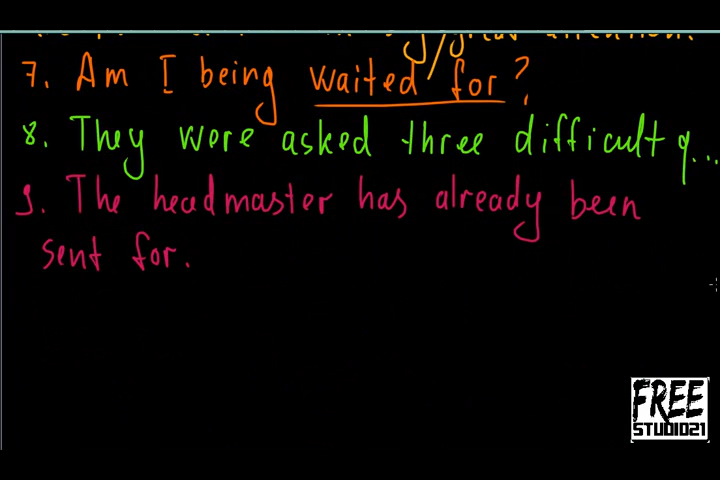 7. Am I being waited for?
8. They were asked three difficult q...
9. The headmaster has already been
sent for.
FREE
STUDIO21